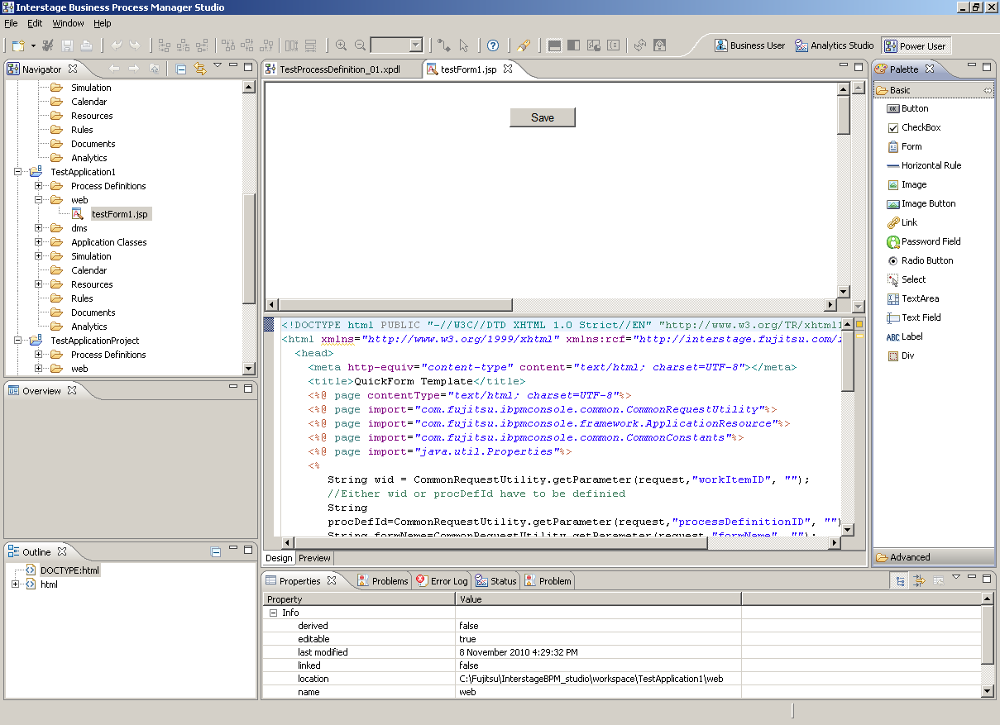 Interstage Business Process Manager Studio
File Edit Window Help
Business User Analytics Studio Power User
Navigator
Simulation
Calendar
Resources
Rules
Documents
Analytics
TestApplication1
Process Definitions
web
testForm1.jsp
dms
Application Classes
Simulation
Calendar
Resources
Rules
Documents
Analytics
TestApplicationProject
Process Definitions
web
Overview
Outline
DOCTYPE:html
html
TestProcessDefinition_01.xpdl testForm1.jsp
Save
<!DOCTYPE html PUBLIC "-//W3C//DTD XHTML 1.0 Strict//EN" "http://www.w3.org/TR/xhtml1
<html xmlns="http://www.w3.org/1999/xhtml" xmlns:rcf="http://interstage.fujitsu.com/i
<head>
<meta http-equiv="content-type" content="text/html; charset=UTF-8"></meta>
<title>QuickForm Template</title>
<%@ page contentType="text/html; charset=UTF-8"%>
<%@ page import="com.fujitsu.ibpmconsole.common.CommonRequestUtility"%>
<%@ page import="com.fujitsu.ibpmconsole.framework.ApplicationResource"%>
<%@ page import="com.fujitsu.ibpmconsole.common.CommonConstants"%>
<%@ page import="java.util.Properties"%>
<%
String wid = CommonRequestUtility.getParameter(request,"workItemID", "");
//Either wid or procDefId have to be definied
String
procDefId=CommonRequestUtility.getParameter(request,"processDefinitionID", "")
String formName=CommonRequestUtility.getParameter(request,"formName", "");
Design Preview
Palette
Basic
OK Button
CheckBox
Form
Horizontal Rule
Image
Image Button
Link
Password Field
Radio Button
Select
TextArea
Text Field
ABC Label
Div
Advanced
Properties Problems Error Log Status Problem
Property Value
Info
derived false
editable true
last modified 8 November 2010 4:29:32 PM
linked false
location C:\Fujitsu\InterstageBPM_studio\workspace\TestApplication1\web
name web